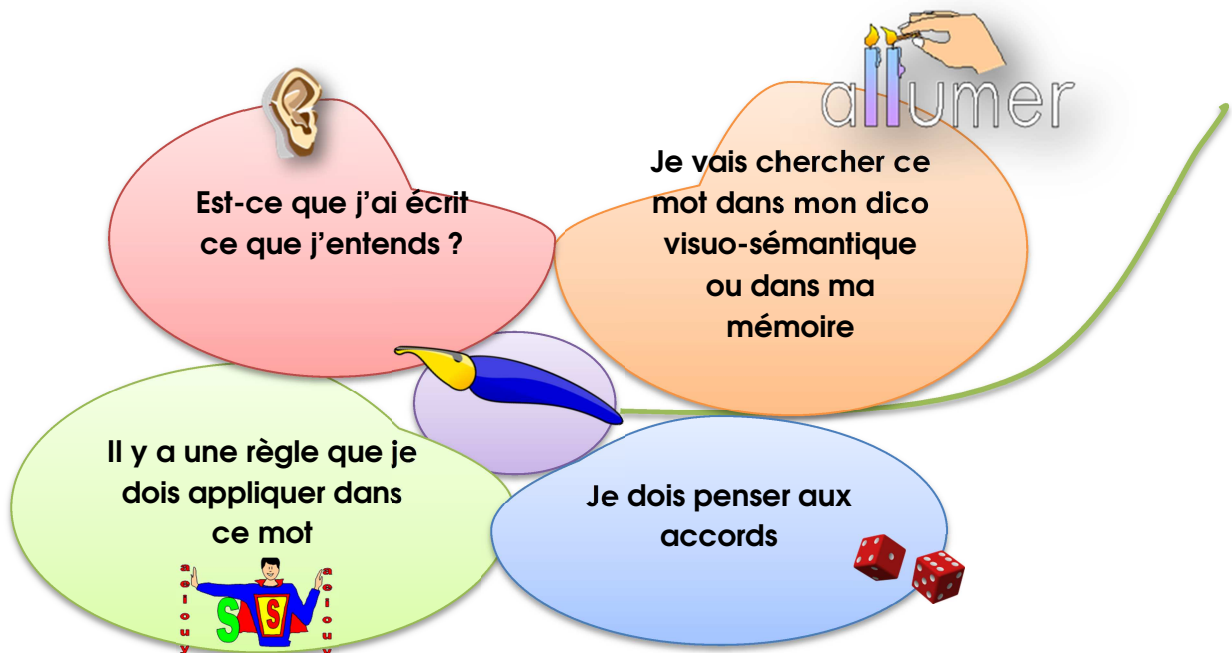 allumer
Est-ce que j'ai écrit
ce que j'entends ?
Je vais chercher ce
mot dans mon dico
visuo-sémantique
ou dans ma
mémoire
Il y a une règle que je
dois appliquer dans
ce mot
a e i o u y
S S
a e i o u y
Je dois penser aux
accords